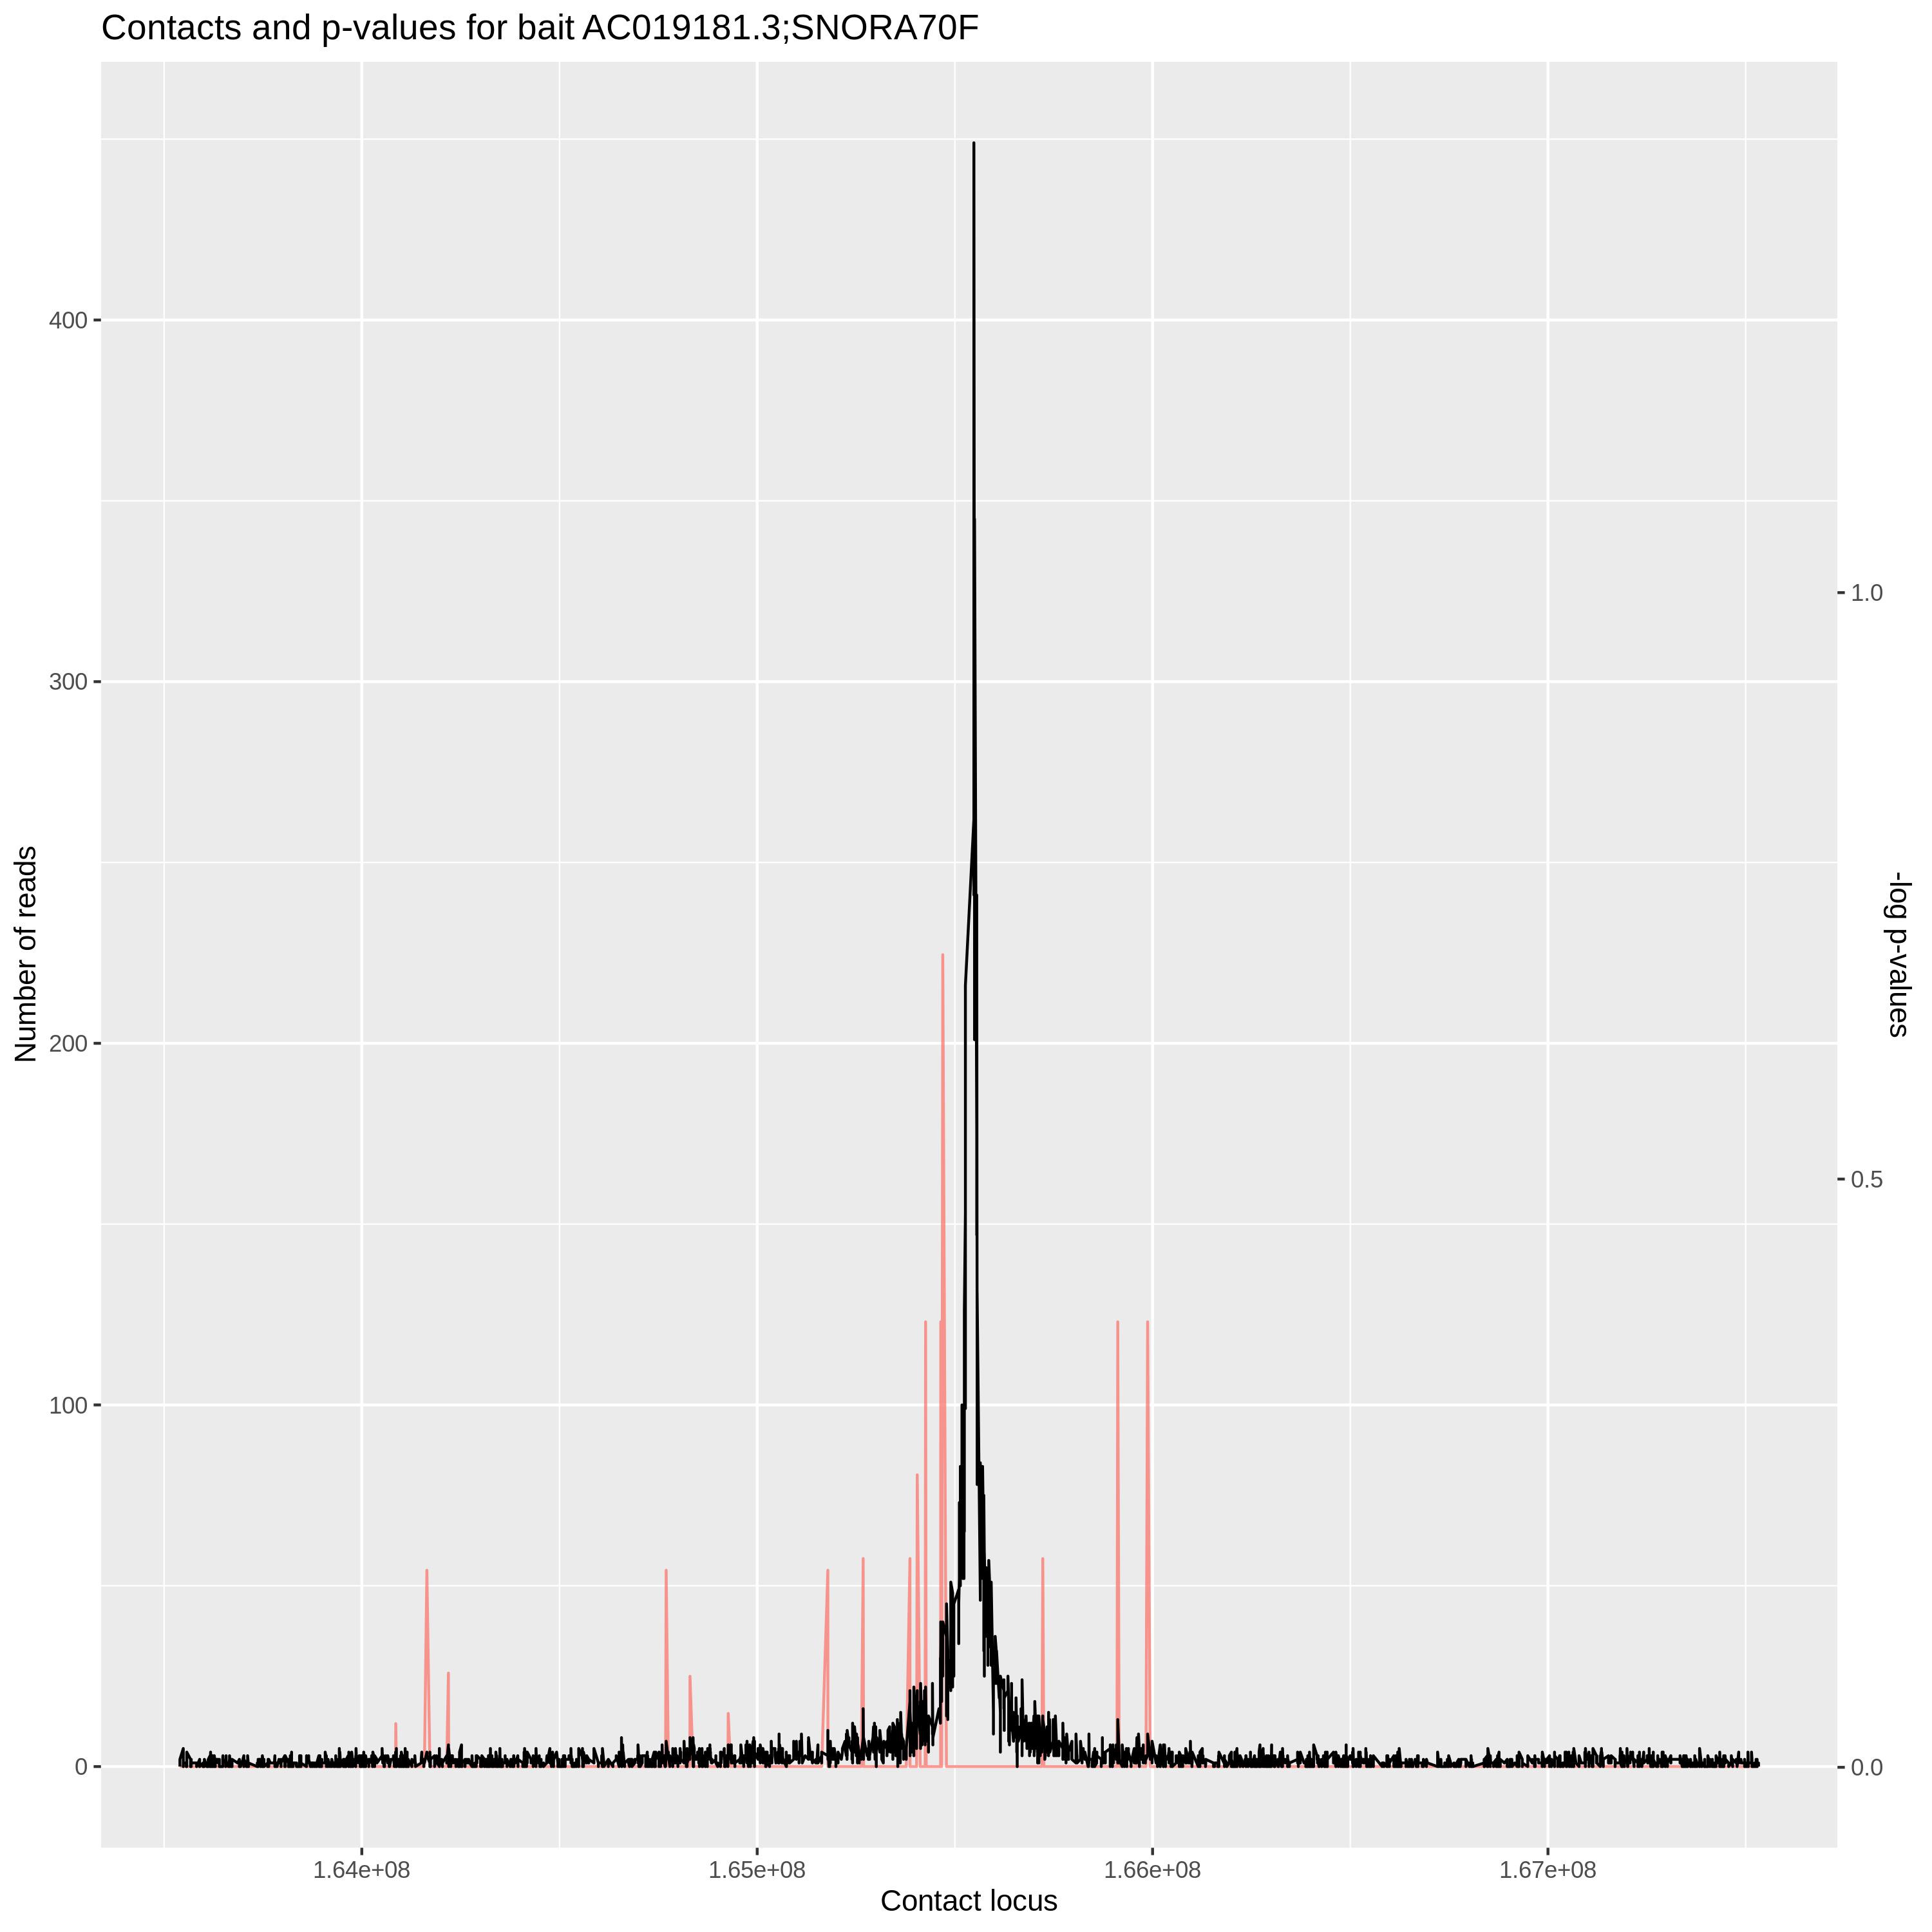 Contacts and p-values for bait AC019181.3;SNORA70F
400
300
200
100
0
Number of reads
1.0
0.5
0.0
-log p-values
1.64e+08
1.65e+08
1.66e+08
1.67e+08
Contact locus